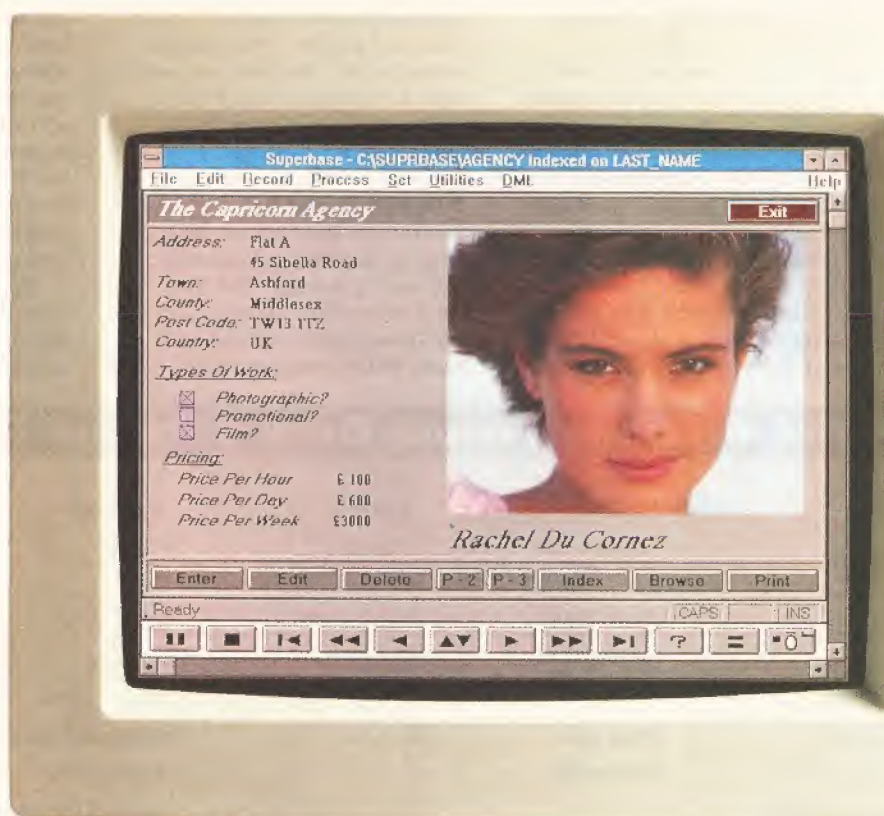 Superbase - C:\SUPRBASE\AGENCY Indexed on LAST_NAME
File Edit Record Process Set Utilities DML Help
The Capricorn Agency Exit
Address: Flat A
45 Sibella Road
Town: Ashford
County: Middlesex
Post Code: TW13 1TZ
Country: UK
Types Of Work:
Photographic?
Promotional?
Film?
Pricing:
Price Per Hour £ 100
Price Per Day £ 600
Price Per Week £3000
Rachel Du Cornez
Enter Edit Delete P - 2 P - 3 Index Browse Print
Ready CAPS INS